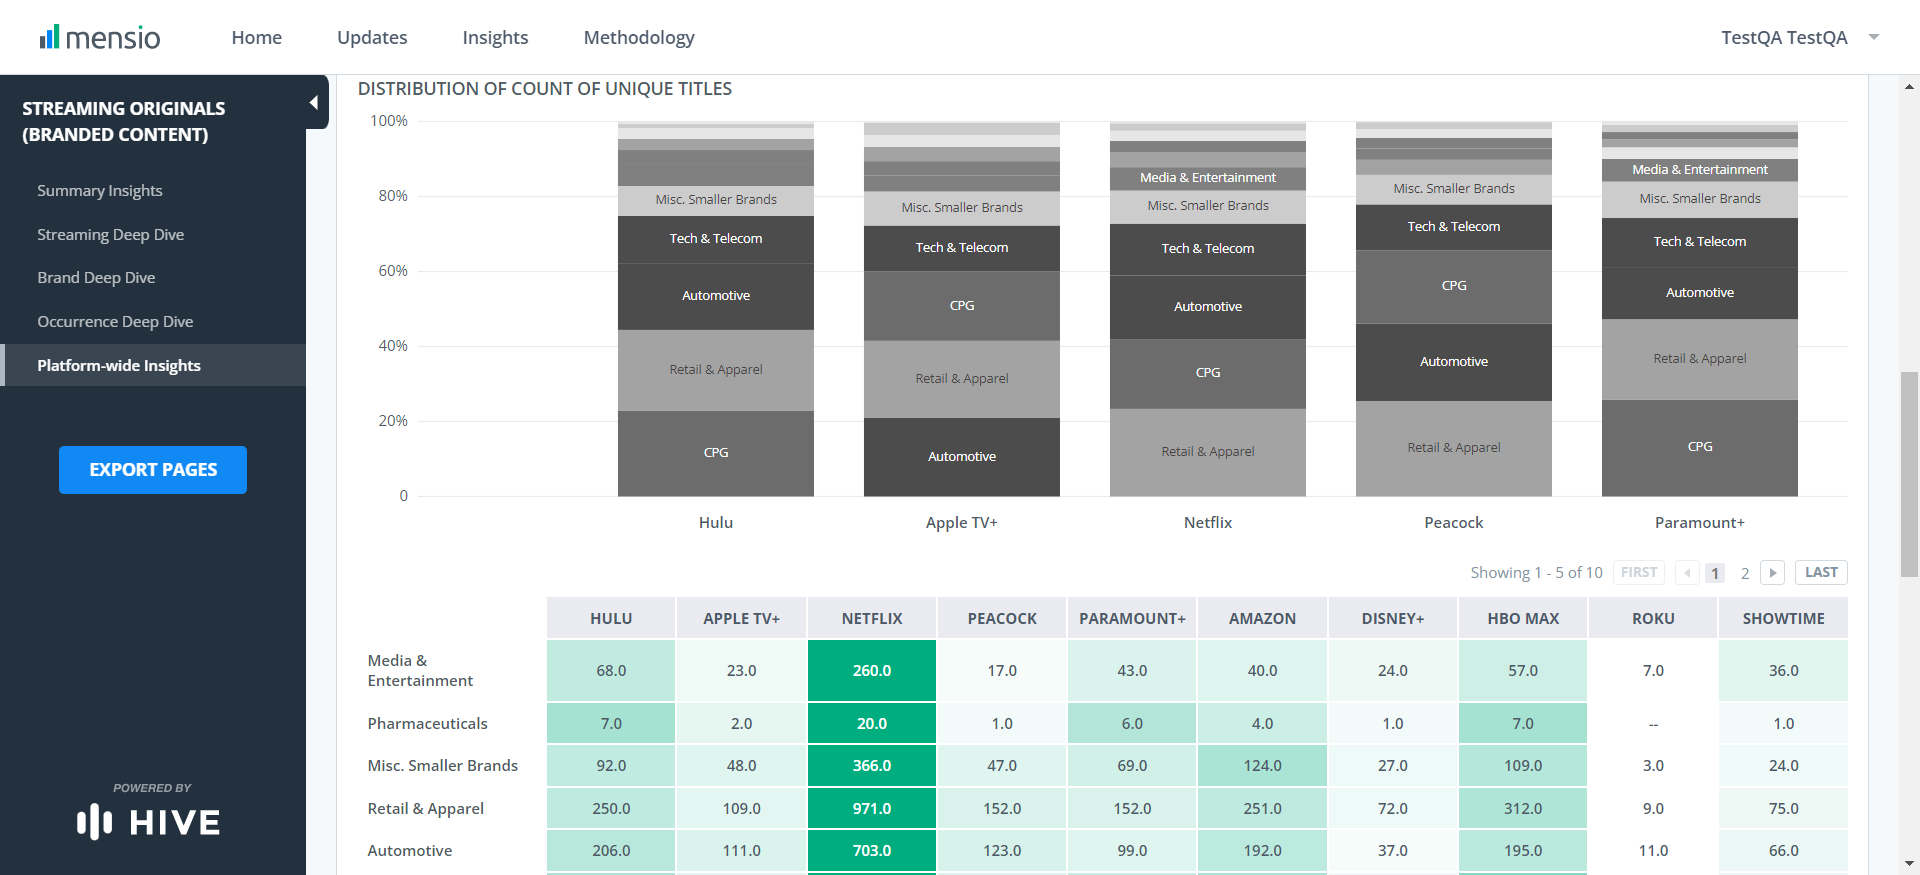 mensio
Home
Updates
Insights
Methodology
TestQA TestQA
STREAMING ORIGINALS
(BRANDED CONTENT)
Summary Insights
Streaming Deep Dive
Brand Deep Dive
Occurrence Deep Dive
Platform-wide Insights
EXPORT PAGES
POWERED BY
HIVE
DISTRIBUTION OF COUNT OF UNIQUE TITLES
100%
80%
60%
40%
20%
0
Misc. Smaller Brands
Tech & Telecom
Automotive
Retail & Apparel
CPG
Hulu
Misc. Smaller Brands
Tech & Telecom
CPG
Retail & Apparel
Automotive
Apple TV+
Media & Entertainment
Misc. Smaller Brands
Tech & Telecom
Automotive
CPG
Retail & Apparel
Netflix
Misc. Smaller Brands
Tech & Telecom
CPG
Automotive
Retail & Apparel
Peacock
Media & Entertainment
Misc. Smaller Brands
Tech & Telecom
Automotive
Retail & Apparel
CPG
Paramount+
Showing 1 - 5 of 10 FIRST 1 2 LAST
HULU APPLE TV+ NETFLIX PEACOCK PARAMOUNT+ AMAZON DISNEY+ HBO MAX ROKU SHOWTIME
Media &
Entertainment 68.0 23.0 260.0 17.0 43.0 40.0 24.0 57.0 7.0 36.0
Pharmaceuticals 7.0 2.0 20.0 1.0 6.0 4.0 1.0 7.0 -- 1.0
Misc. Smaller Brands 92.0 48.0 366.0 47.0 69.0 124.0 27.0 109.0 3.0 24.0
Retail & Apparel 250.0 109.0 971.0 152.0 152.0 251.0 72.0 312.0 9.0 75.0
Automotive 206.0 111.0 703.0 123.0 99.0 192.0 37.0 195.0 11.0 66.0